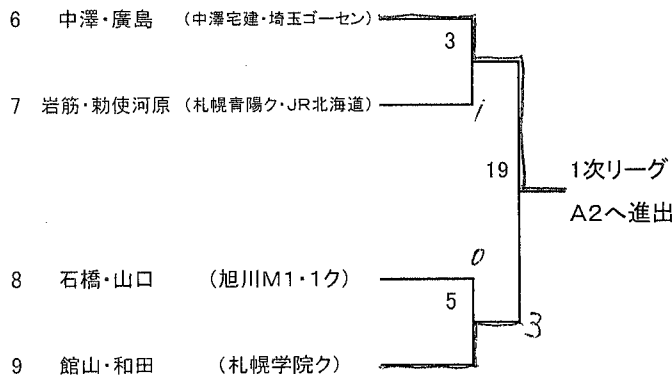 6 中澤・廣島 (中澤宅建・埼玉ゴーセン)
3
7 岩筋・勅使河原 (札幌青陽ク・JR北海道)
1
19
1次リーグ
A2へ進出
0
8 石橋・山口 (旭川M1・1ク)
5
3
9 館山・和田 (札幌学院ク)